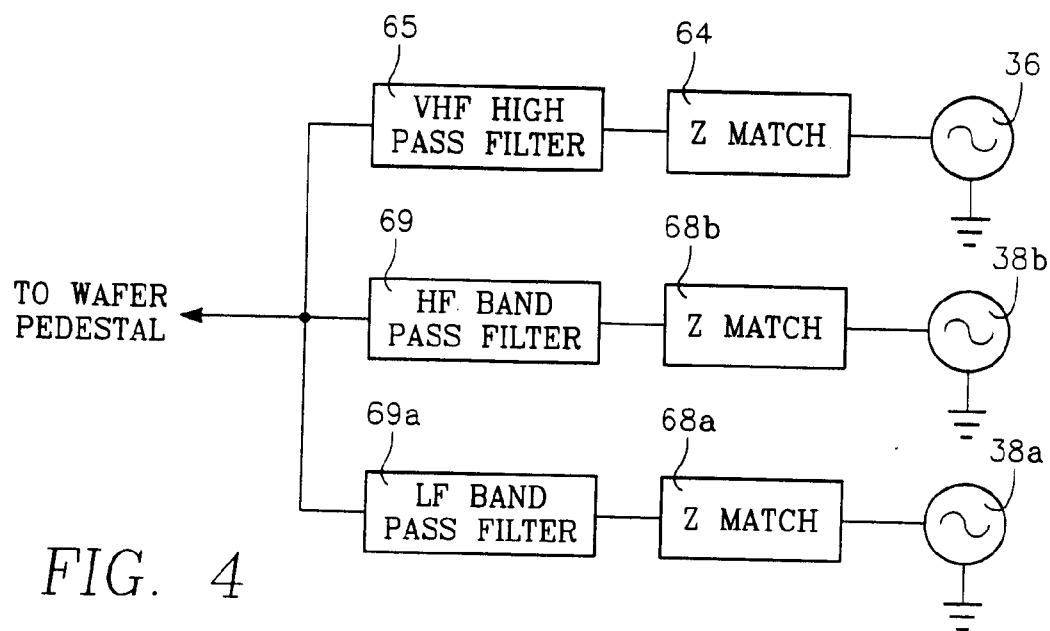 65
64
36
VHF HIGH
PASS FILTER
Z MATCH
69
68b
38b
TO WAFER
PEDESTAL
HF BAND
PASS FILTER
Z MATCH
69a
68a
38a
LF BAND
PASS FILTER
Z MATCH
FIG. 4